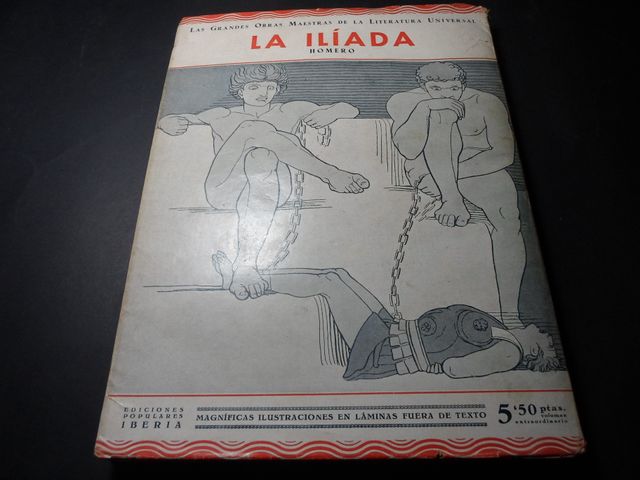 Las Grandes Obras Maestras de la Literatura Universal
LA ILÍADA
HOMERO
EDICIONES
POPULARES
IBERIA
MAGNÍFICAS ILUSTRACIONES EN LÁMINAS FUERA DE TEXTO
5'50 ptas.
volumen
extraordinario